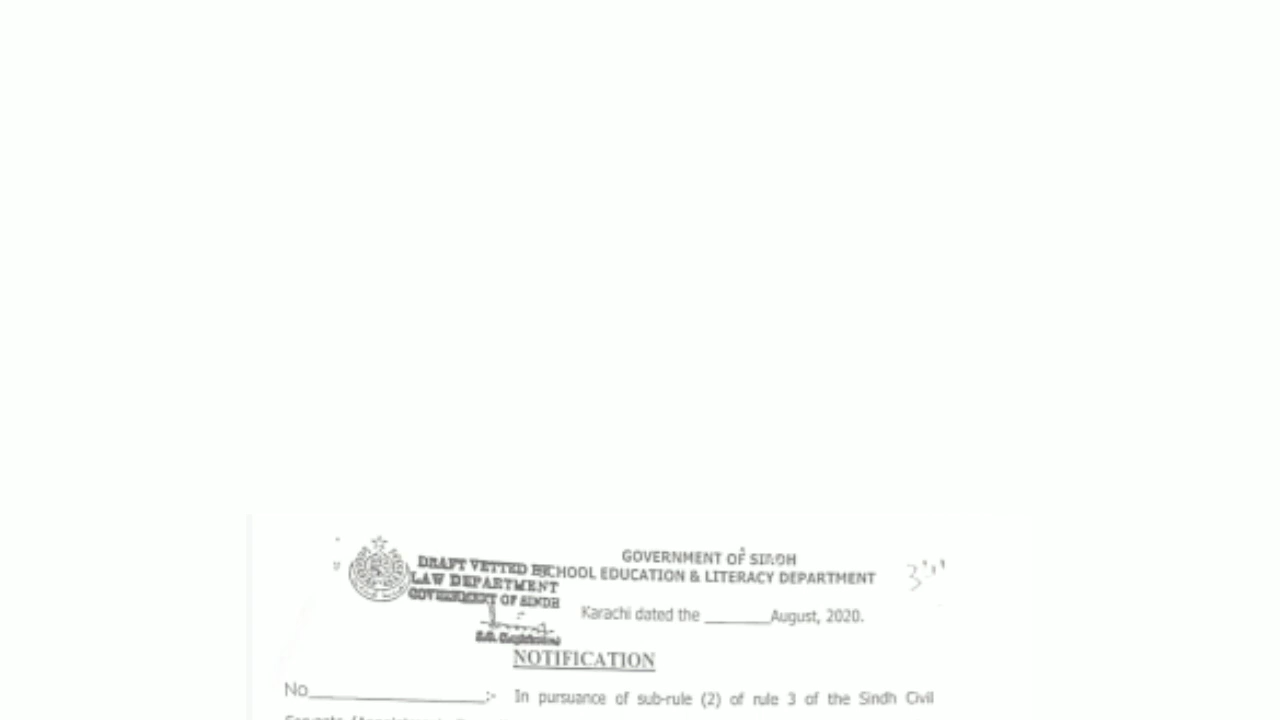 GOVERNMENT OF SINDH
SCHOOL EDUCATION & LITERACY DEPARTMENT
DRAFT VETTED BY
LAW DEPARTMENT
GOVERNMENT OF SINDH
Karachi dated the ________August, 2020.
NOTIFICATION
No____________________:- In pursuance of sub-rule (2) of rule 3 of the Sindh Civil